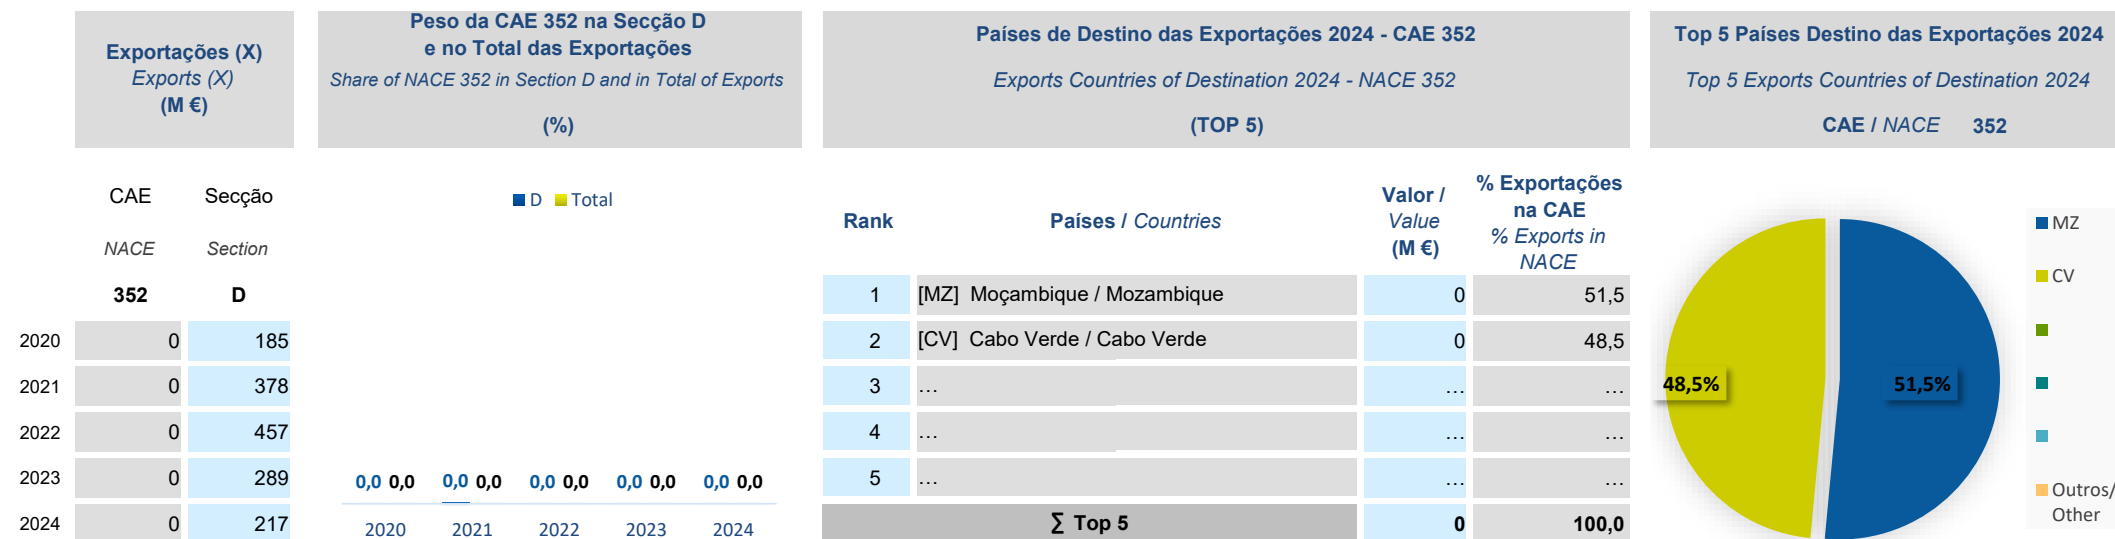 Exportações (X)
Exports (X)
(M €)
Peso da CAE 352 na Secção D
e no Total das Exportações
Share of NACE 352 in Section D and in Total of Exports
(%)
Países de Destino das Exportações 2024 - CAE 352
Exports Countries of Destination 2024 - NACE 352
(TOP 5)
Top 5 Países Destino das Exportações 2024
Top 5 Exports Countries of Destination 2024
CAE / NACE 352
CAE Secção
NACE Section
352 D
2020 0 185
2021 0 378
2022 0 457
2023 0 289
2024 0 217
D Total
0,0 0,0 0,0 0,0 0,0 0,0 0,0 0,0 0,0 0,0
2020 2021 2022 2023 2024
Rank
Países / Countries
Valor /
Value
(M €)
% Exportações
na CAE
% Exports in
NACE
1 [MZ] Moçambique / Mozambique 0 51,5
2 [CV] Cabo Verde / Cabo Verde 0 48,5
3 … … …
4 … … …
5 … … …
∑ Top 5 0 100,0
48,5% 51,5%
MZ
CV
Outros/
Other